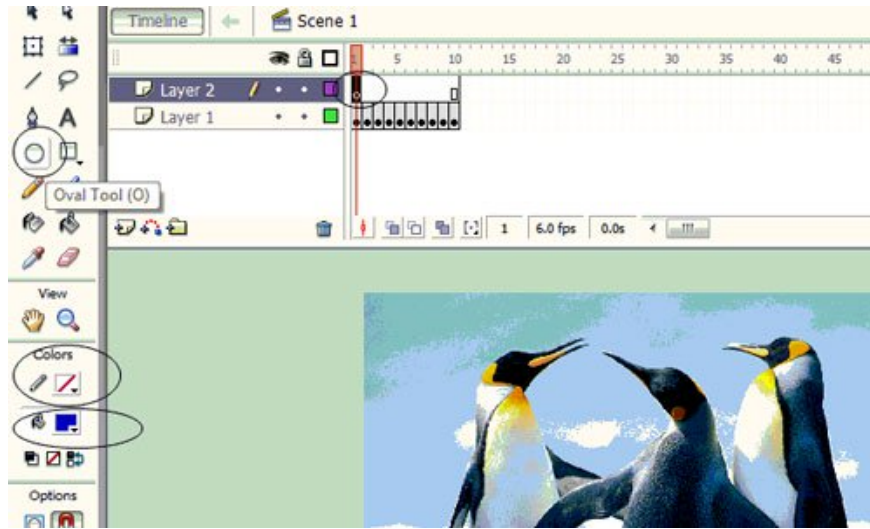 Timeline Scene 1
1 5 10 15 20 25 30 35 40 45
Layer 2
Layer 1
A
Oval Tool (O)
1 6.0 fps 0.0s
View
Colors
Options